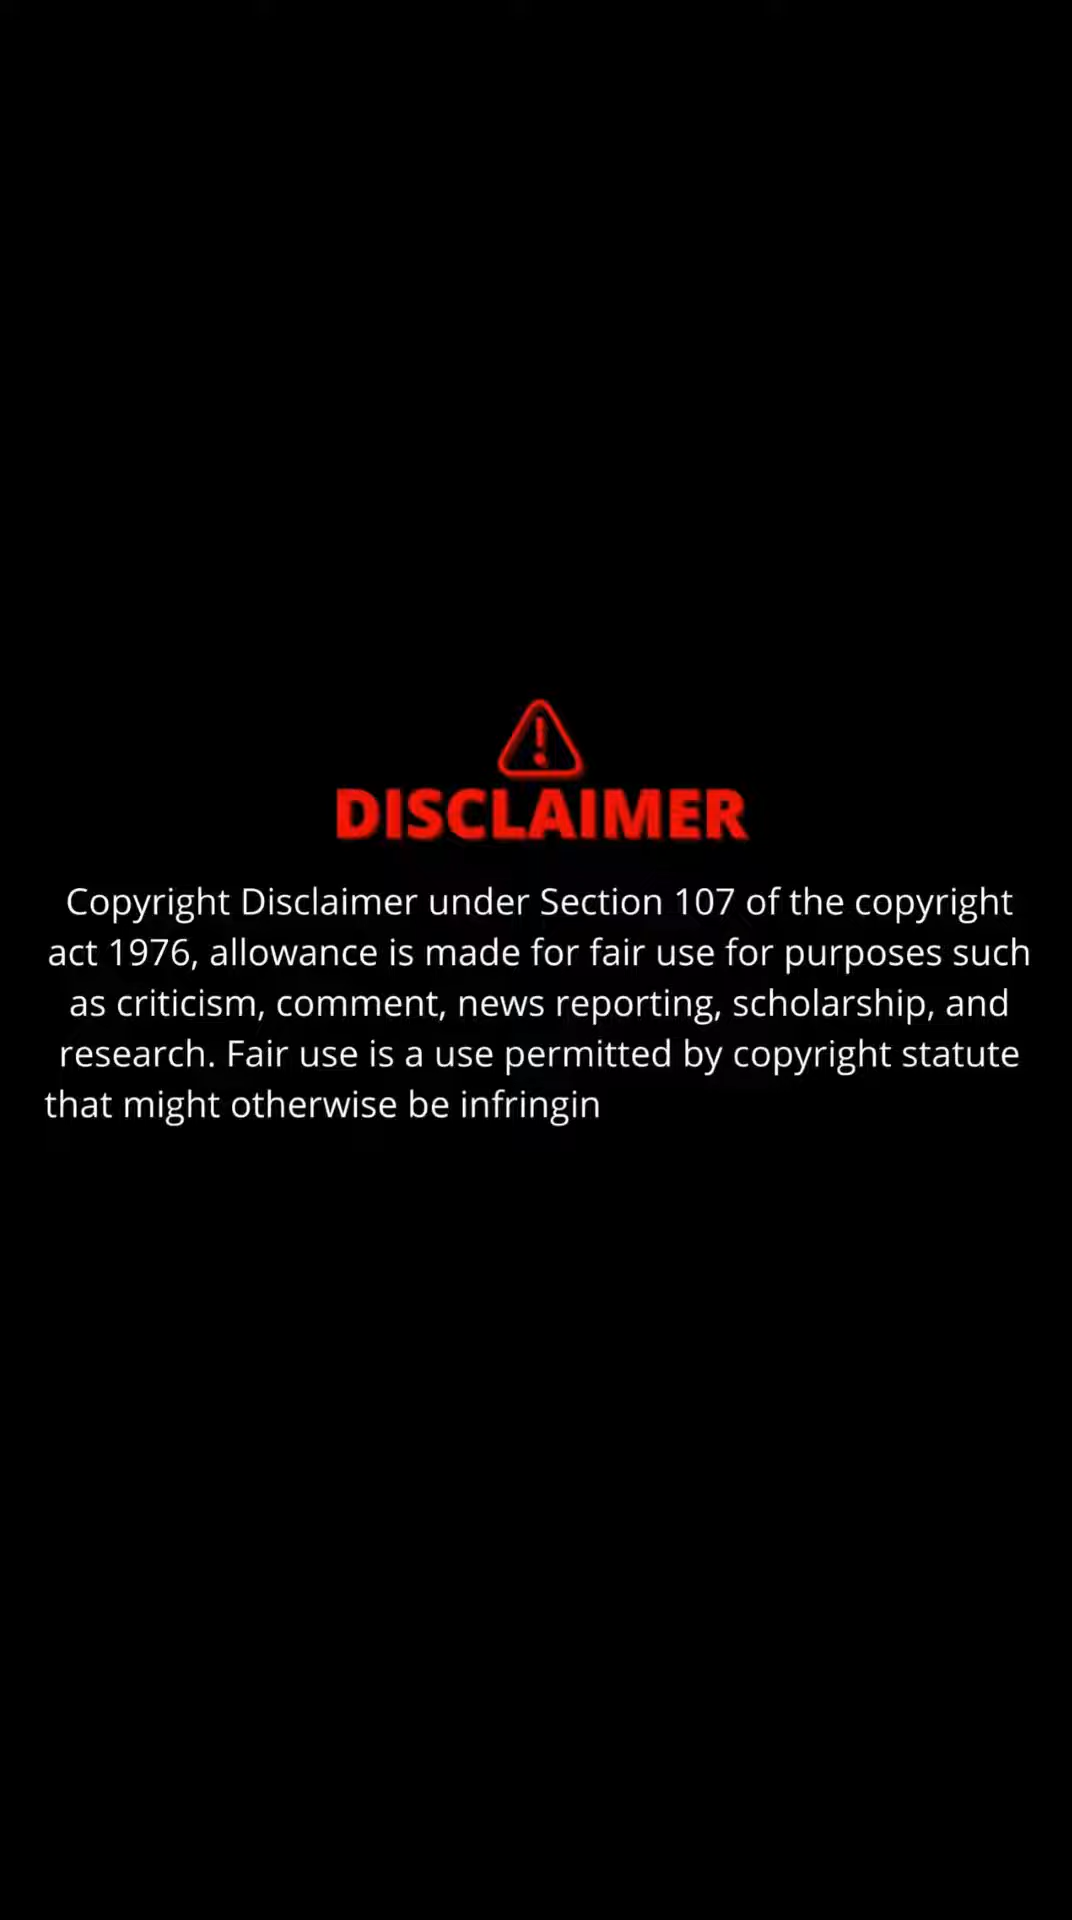 DISCLAIMER
Copyright Disclaimer under Section 107 of the copyright
act 1976, allowance is made for fair use for purposes such
as criticism, comment, news reporting, scholarship, and
research. Fair use is a use permitted by copyright statute
that might otherwise be infringin